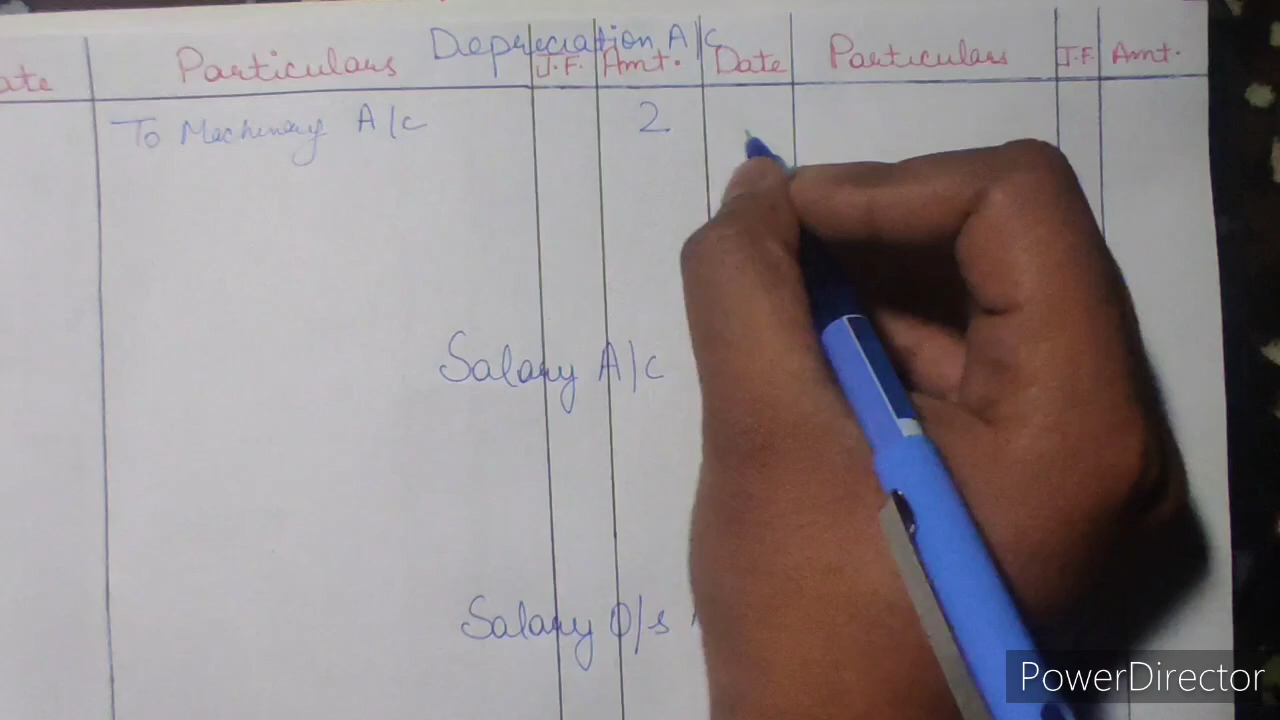 Depreciation A/c
ate Particulars J.F. Amt. Date Particulars J.F. Amt.
To Machinery A/c 2
Salary A/c
Salary O/s
PowerDirector